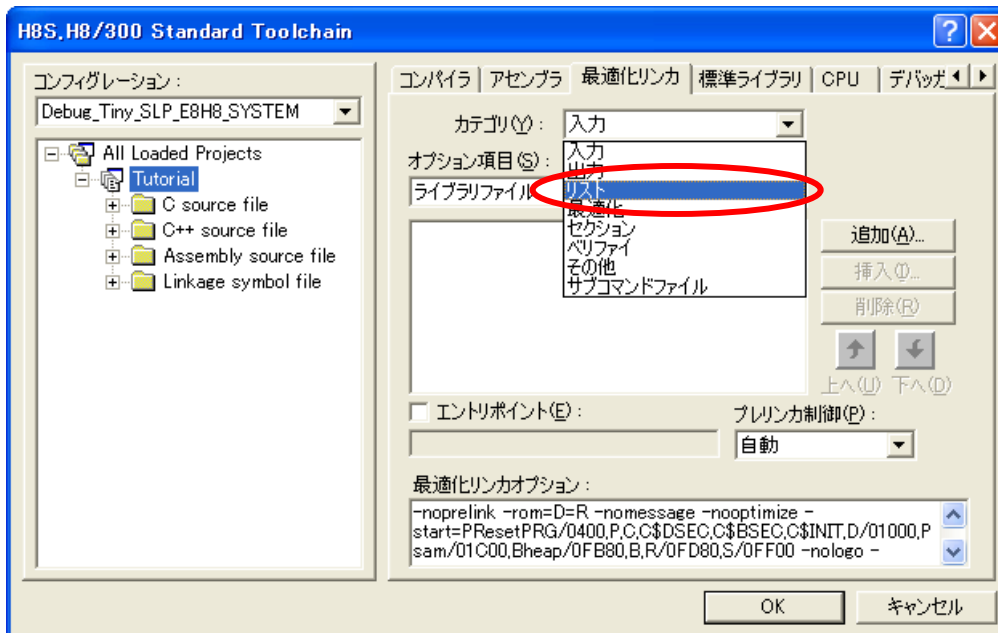 H8S,H8/300 Standard Toolchain
コンフィグレーション :
Debug_Tiny_SLP_E8H8_SYSTEM
All Loaded Projects
Tutorial
C source file
C++ source file
Assembly source file
Linkage symbol file
コンパイラ アセンブラ 最適化リンカ 標準ライブラリ CPU デバッガ
カテゴリ(Y) : 入力
オプション項目(S) :
ライブラリファイル
入力
出力
リスト
最適化
セクション
ベリファイ
その他
サブコマンドファイル
追加(A)...
挿入(I)...
削除(R)
上へ(U) 下へ(D)
エントリポイント(E) :
プレリンカ制御(P) :
自動
最適化リンカオプション :
-noprelink -rom=D=R -nomessage -nooptimize -
start=PResetPRG/0400,P,C,C$DSEC,C$BSEC,C$INIT,D/01000,P
sam/01C00,Bheap/0FB80,B,R/0FD80,S/0FF00 -nologo -
OK キャンセル